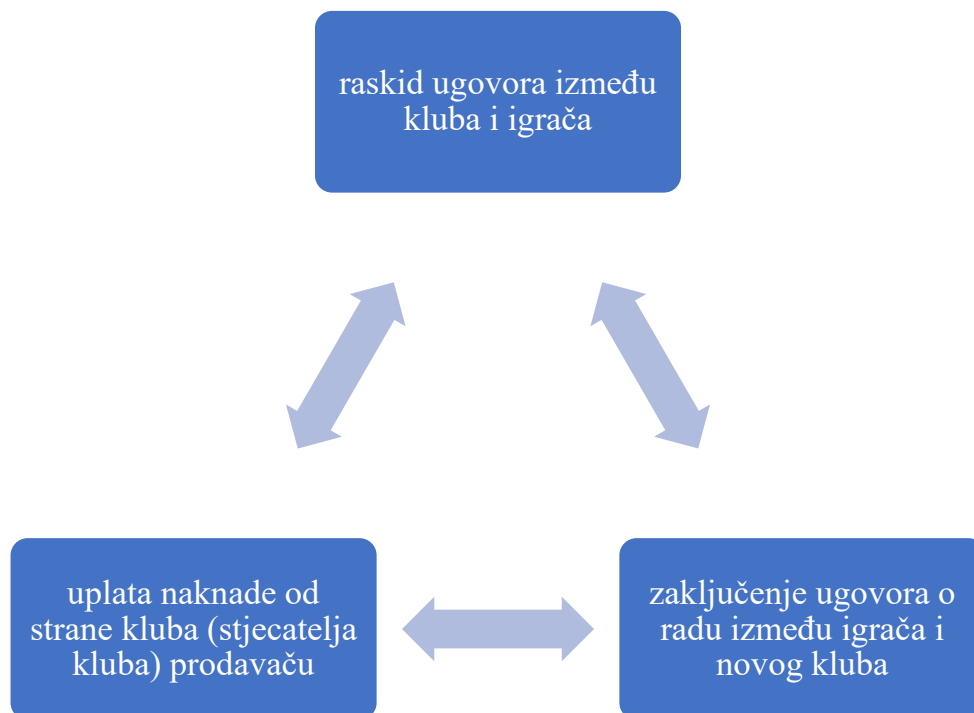 raskid ugovora između
kluba i igrača
uplata naknade od
strane kluba (stjecatelja
kluba) prodavaču
zaključenje ugovora o
radu između igrača i
novog kluba